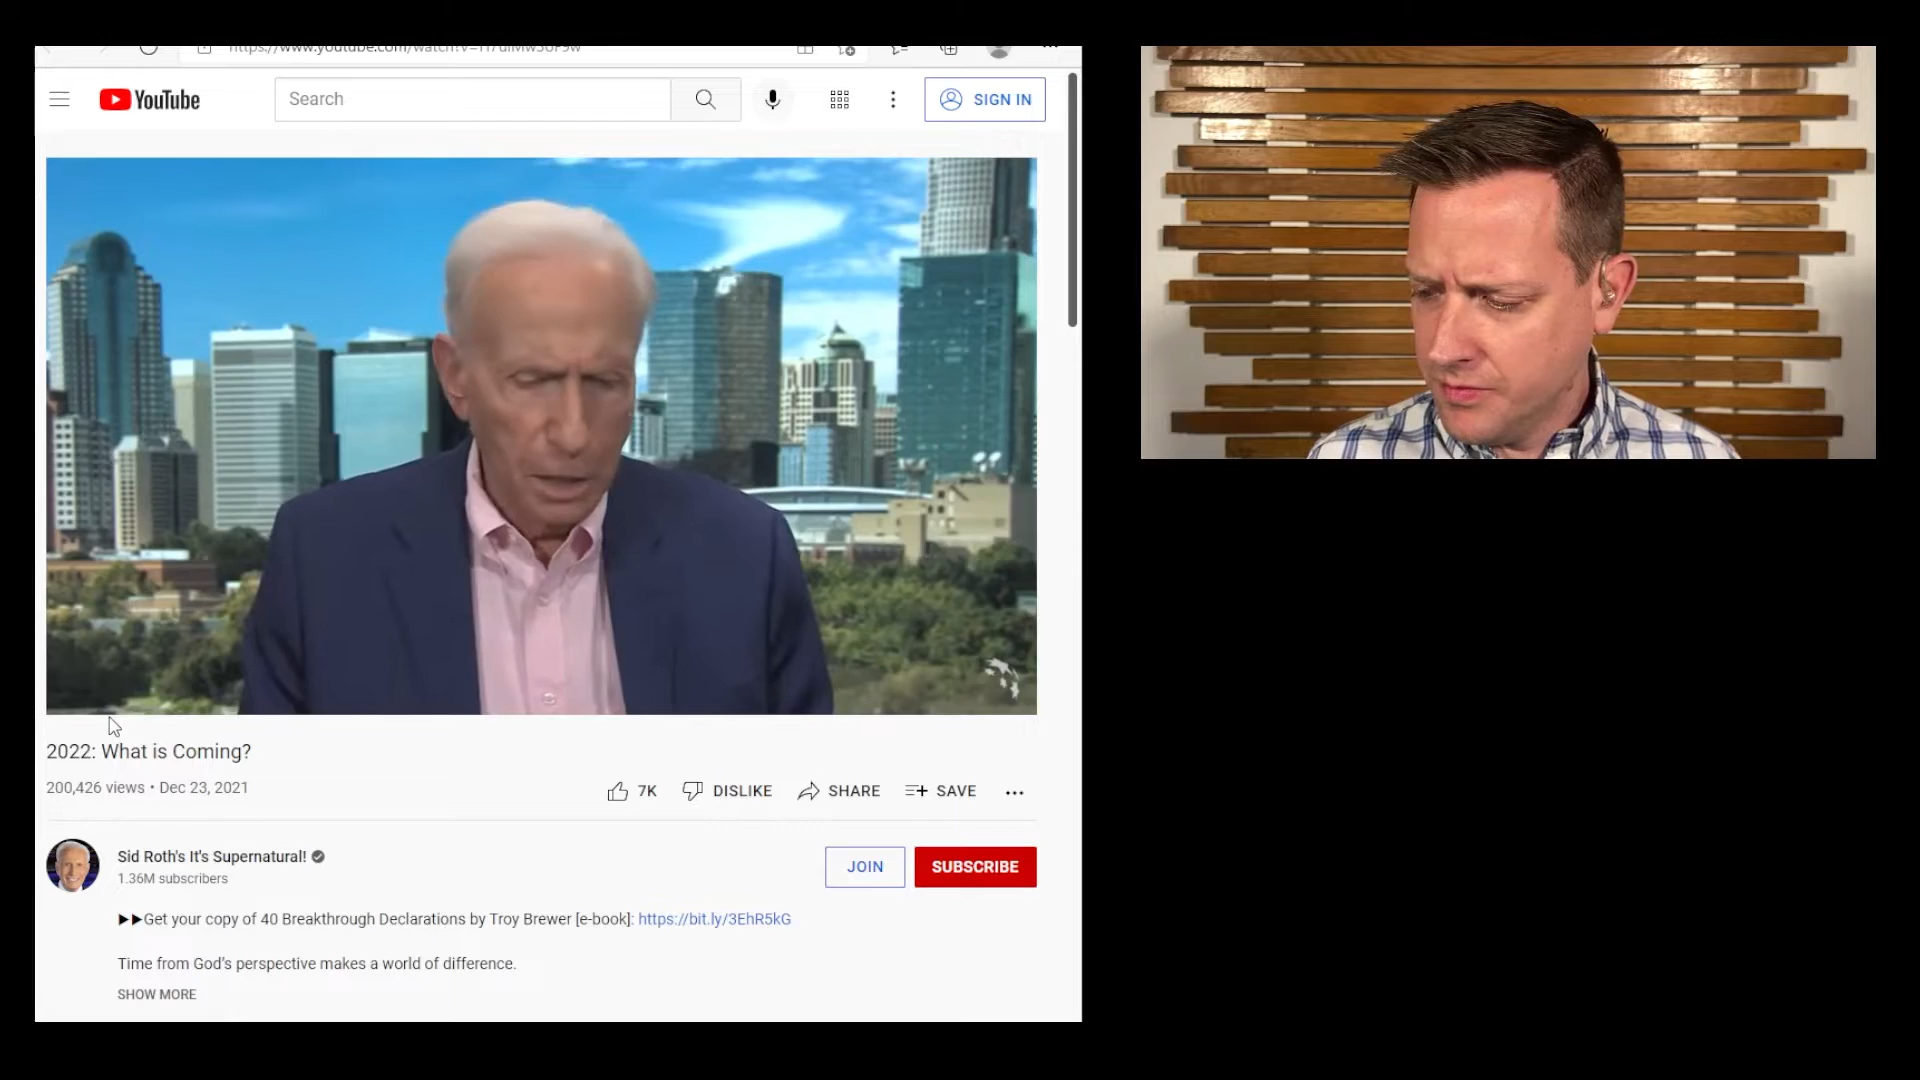 YouTube
Search
SIGN IN
2022: What is Coming?
200,426 views • Dec 23, 2021
7K
DISLIKE
SHARE
SAVE
Sid Roth's It's Supernatural!
1.36M subscribers
JOIN
SUBSCRIBE
▶▶Get your copy of 40 Breakthrough Declarations by Troy Brewer [e-book]: https://bit.ly/3EhR5kG
Time from God's perspective makes a world of difference.
SHOW MORE